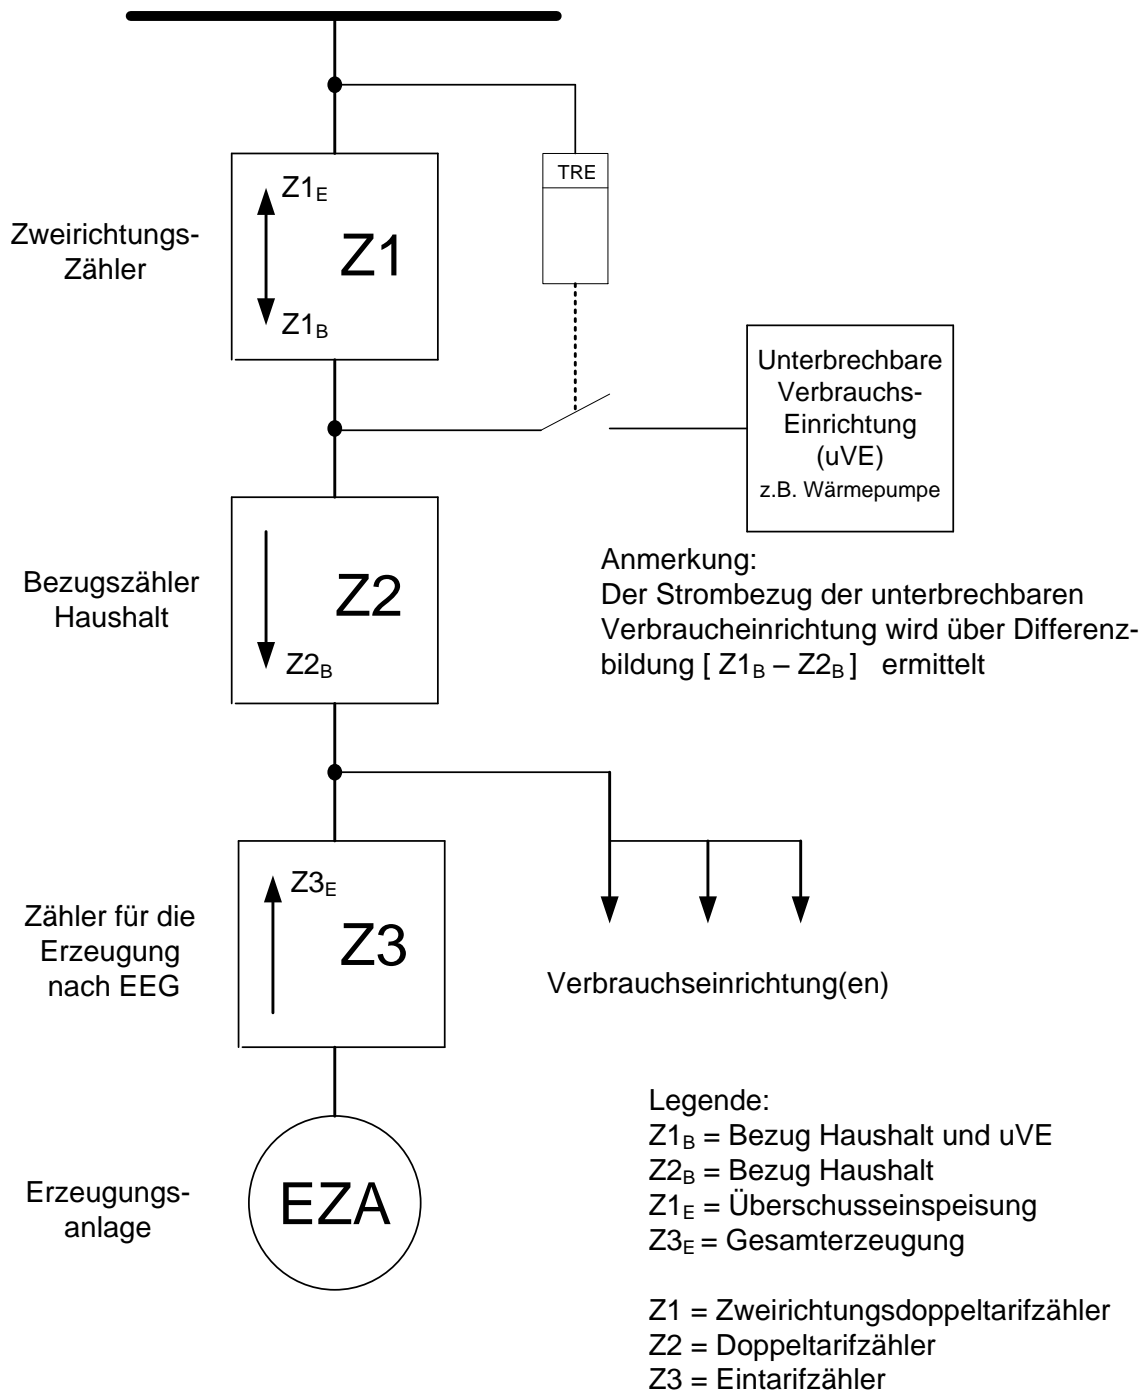 TRE
Z1E
Z1
Z1B
Zweirichtungs-
Zähler
Unterbrechbare
Verbrauchs-
Einrichtung
(uVE)
z.B. Wärmepumpe
Z2
Z2B
Bezugszähler
Haushalt
Anmerkung:
Der Strombezug der unterbrechbaren
Verbraucheinrichtung wird über Differenz-
bildung [ Z1B – Z2B ] ermittelt
Z3E
Z3
Zähler für die
Erzeugung
nach EEG
Verbrauchseinrichtung(en)
EZA
Erzeugungs-
anlage
Legende:
Z1B = Bezug Haushalt und uVE
Z2B = Bezug Haushalt
Z1E = Überschusseinspeisung
Z3E = Gesamterzeugung
Z1 = Zweirichtungsdoppeltarifzähler
Z2 = Doppeltarifzähler
Z3 = Eintarifzähler